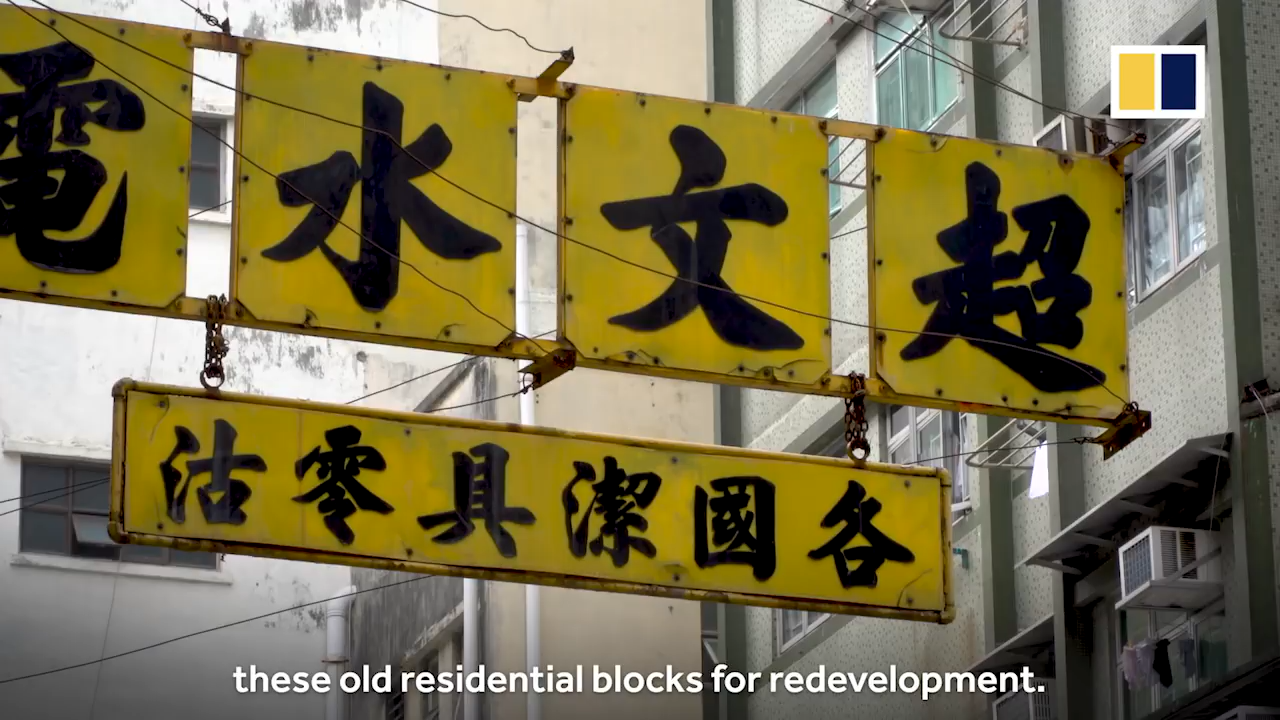 超文水電
各國潔具零沽
these old residential blocks for redevelopment.